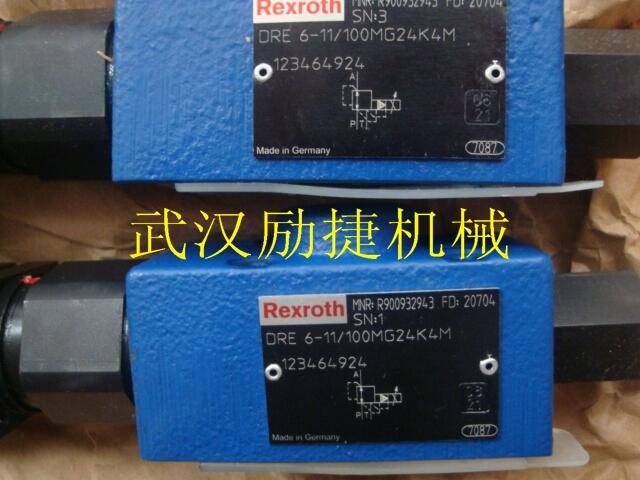 Rexroth MNR: R900932943 FD: 20704
SN:3
DRE 6-11/100MG24K4M
123464924
A
P T
21
Made in Germany
7087
武汉励捷机械
Rexroth MNR: R900932943 FD: 20704
SN:1
DRE 6-11/100MG24K4M
123464924
A
P T
21
Made in Germany
7087